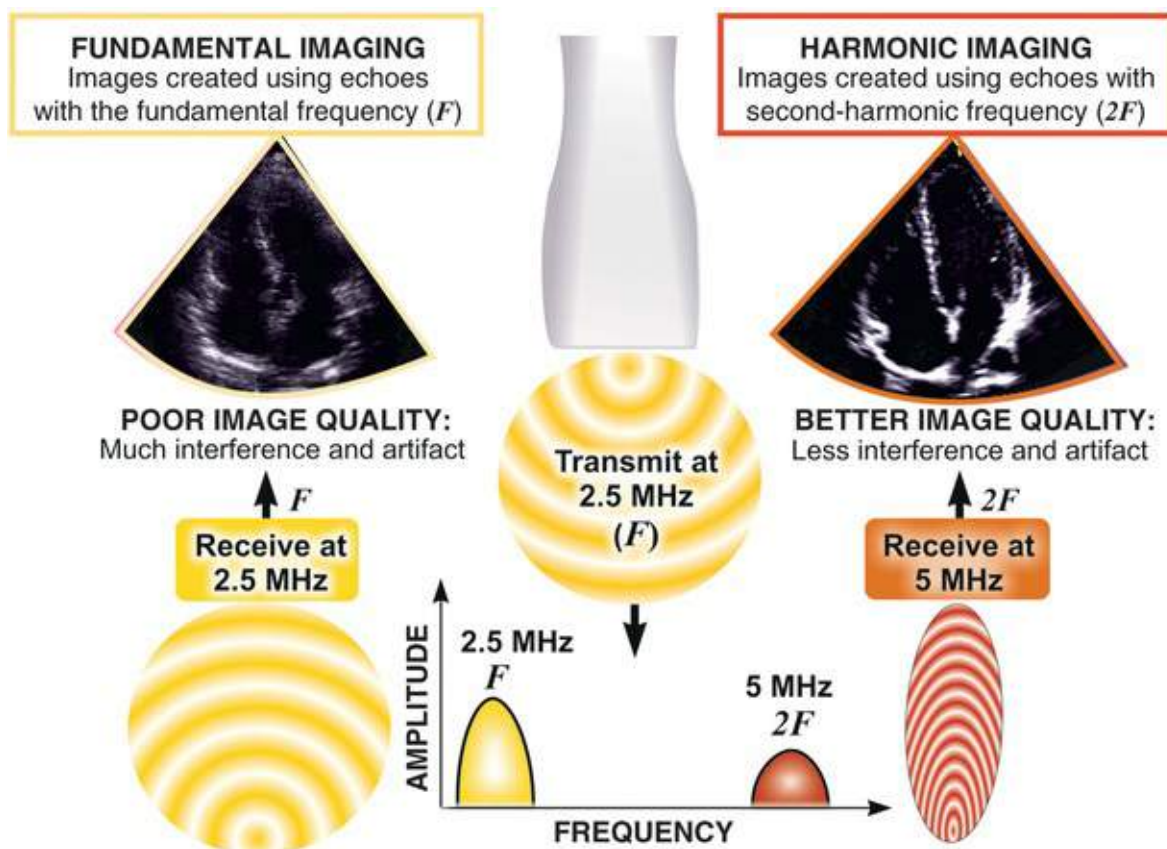 FUNDAMENTAL IMAGING
Images created using echoes
with the fundamental frequency (F)
HARMONIC IMAGING
Images created using echoes with
second-harmonic frequency (2F)
POOR IMAGE QUALITY:
Much interference and artifact
BETTER IMAGE QUALITY:
Less interference and artifact
Transmit at
2.5 MHz
(F)
F
Receive at
2.5 MHz
2F
Receive at
5 MHz
AMPLITUDE
2.5 MHz
F
5 MHz
2F
FREQUENCY